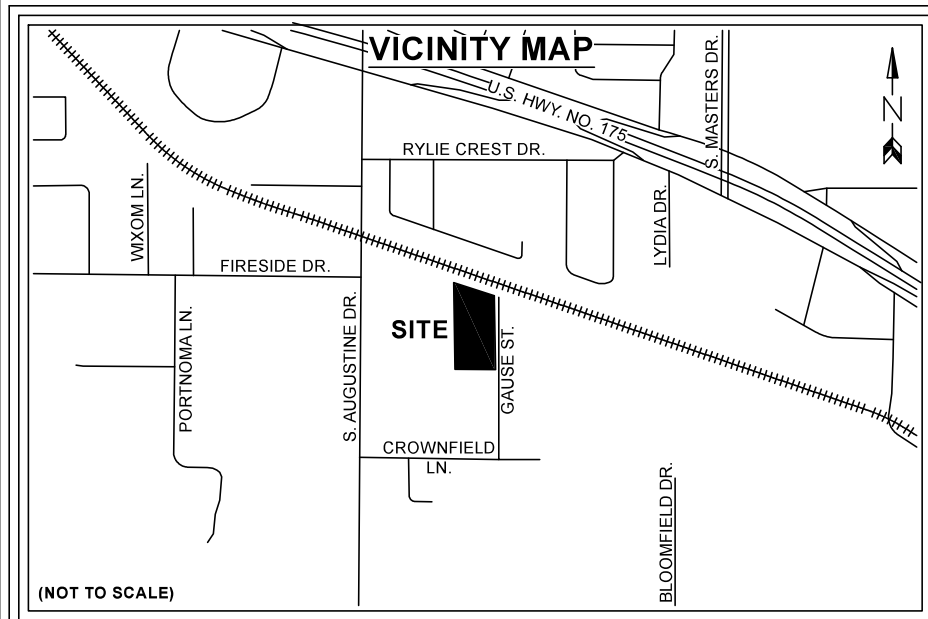 VICINITY MAP
U.S. HWY. NO. 175
S. MASTERS DR.
N
RYLIE CREST DR.
WIXOM LN.
LYDIA DR.
FIRESIDE DR.
PORTNOMA LN.
S. AUGUSTINE DR.
SITE
GAUSE ST.
CROWNFIELD
LN.
BLOOMFIELD DR.
(NOT TO SCALE)